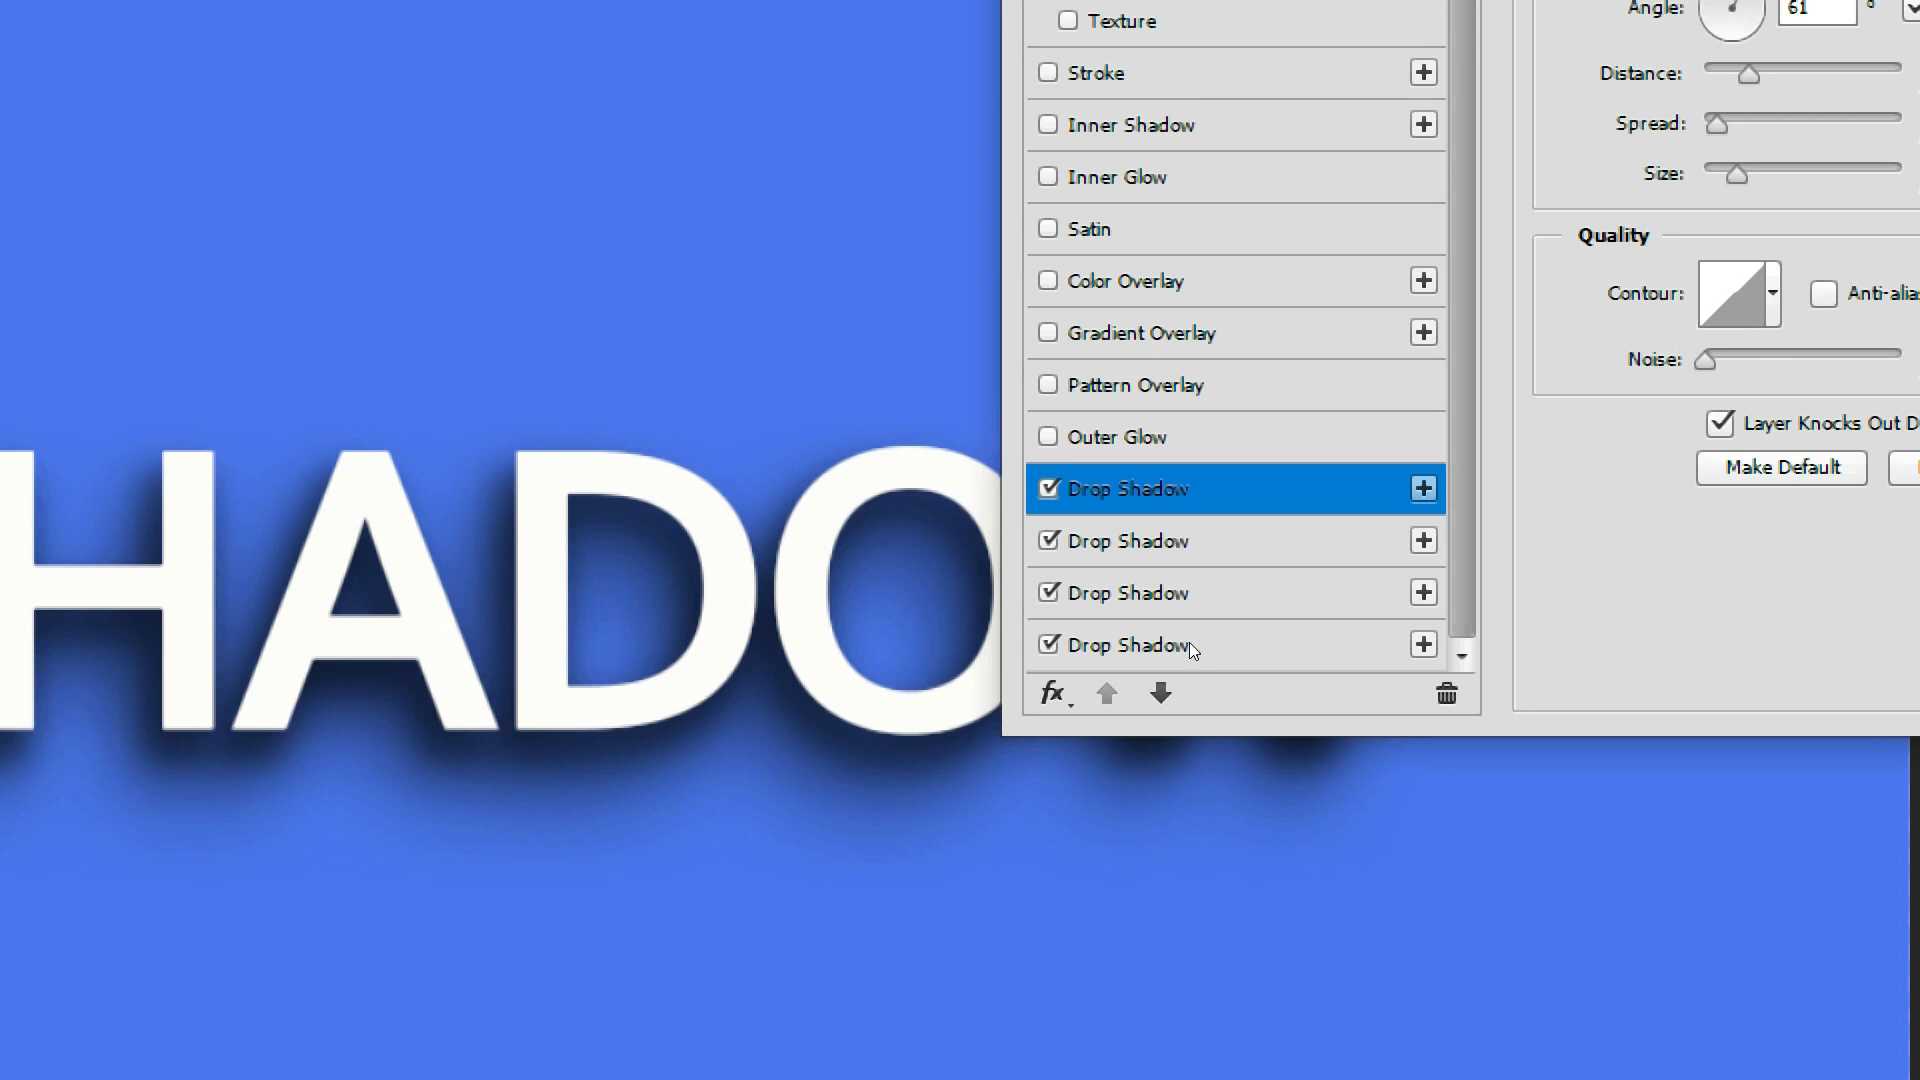 Texture
Stroke
Inner Shadow
Inner Glow
Satin
Color Overlay
Gradient Overlay
Pattern Overlay
Outer Glow
Drop Shadow
Drop Shadow
Drop Shadow
Drop Shadow
fx
Angle: 61 °
Distance:
Spread:
Size:
Quality
Contour: Anti-alia
Noise:
Layer Knocks Out D
Make Default
HADO